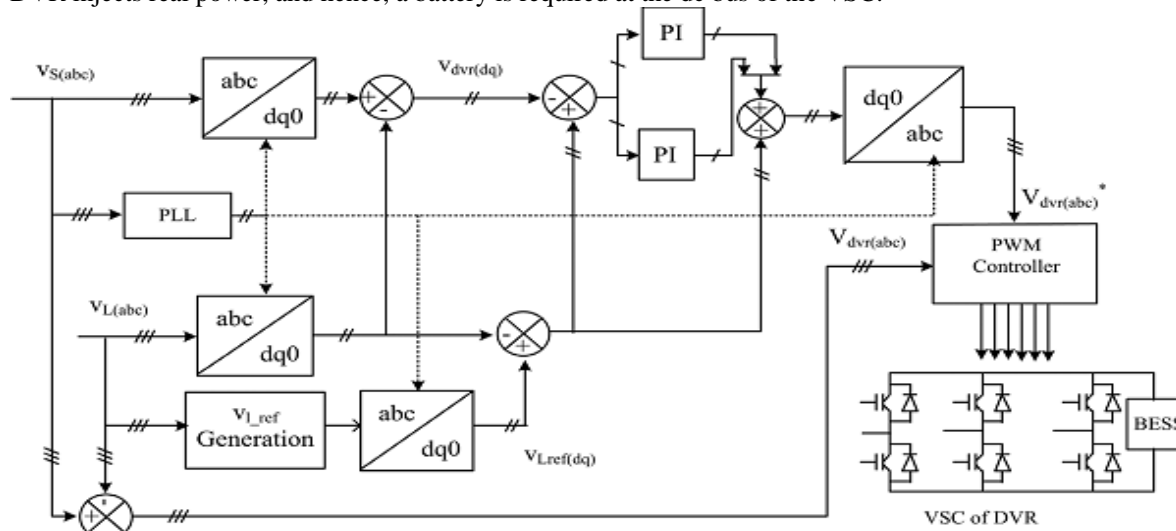 DVR injects real power, and hence, a battery is required at the dc bus of the VSC.
PI
vS(abc)
abc
dq0
+
-
vdvr(dq)
-
+
PI
+
+
dq0
abc
PLL
Vdvr(abc)*
Vdvr(abc)
PWM
Controller
vL(abc)
abc
dq0
-
+
vl_ref
Generation
abc
dq0
vLref(dq)
BESS
+
VSC of DVR